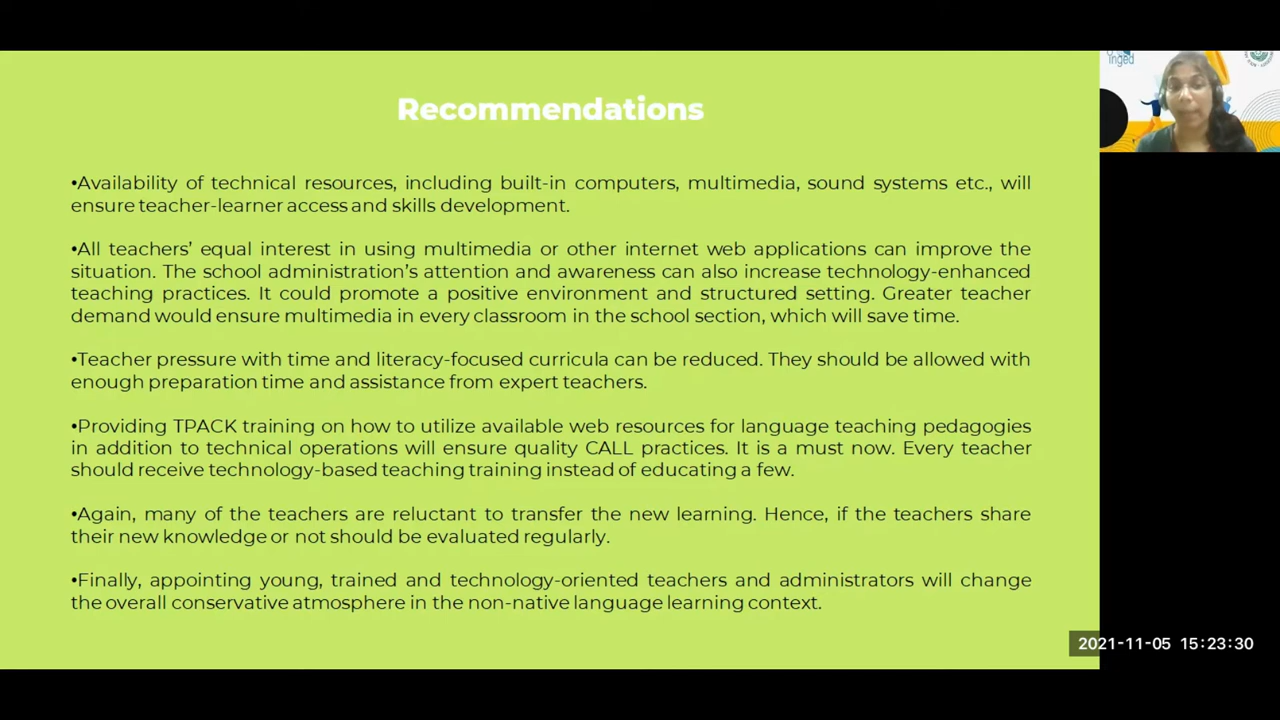 Recommendations
inged
•Availability of technical resources, including built-in computers, multimedia, sound systems etc., will
ensure teacher-learner access and skills development.
•All teachers’ equal interest in using multimedia or other internet web applications can improve the
situation. The school administration’s attention and awareness can also increase technology-enhanced
teaching practices. It could promote a positive environment and structured setting. Greater teacher
demand would ensure multimedia in every classroom in the school section, which will save time.
•Teacher pressure with time and literacy-focused curricula can be reduced. They should be allowed with
enough preparation time and assistance from expert teachers.
•Providing TPACK training on how to utilize available web resources for language teaching pedagogies
in addition to technical operations will ensure quality CALL practices. It is a must now. Every teacher
should receive technology-based teaching training instead of educating a few.
•Again, many of the teachers are reluctant to transfer the new learning. Hence, if the teachers share
their new knowledge or not should be evaluated regularly.
•Finally, appointing young, trained and technology-oriented teachers and administrators will change
the overall conservative atmosphere in the non-native language learning context.
2021-11-05 15:23:30